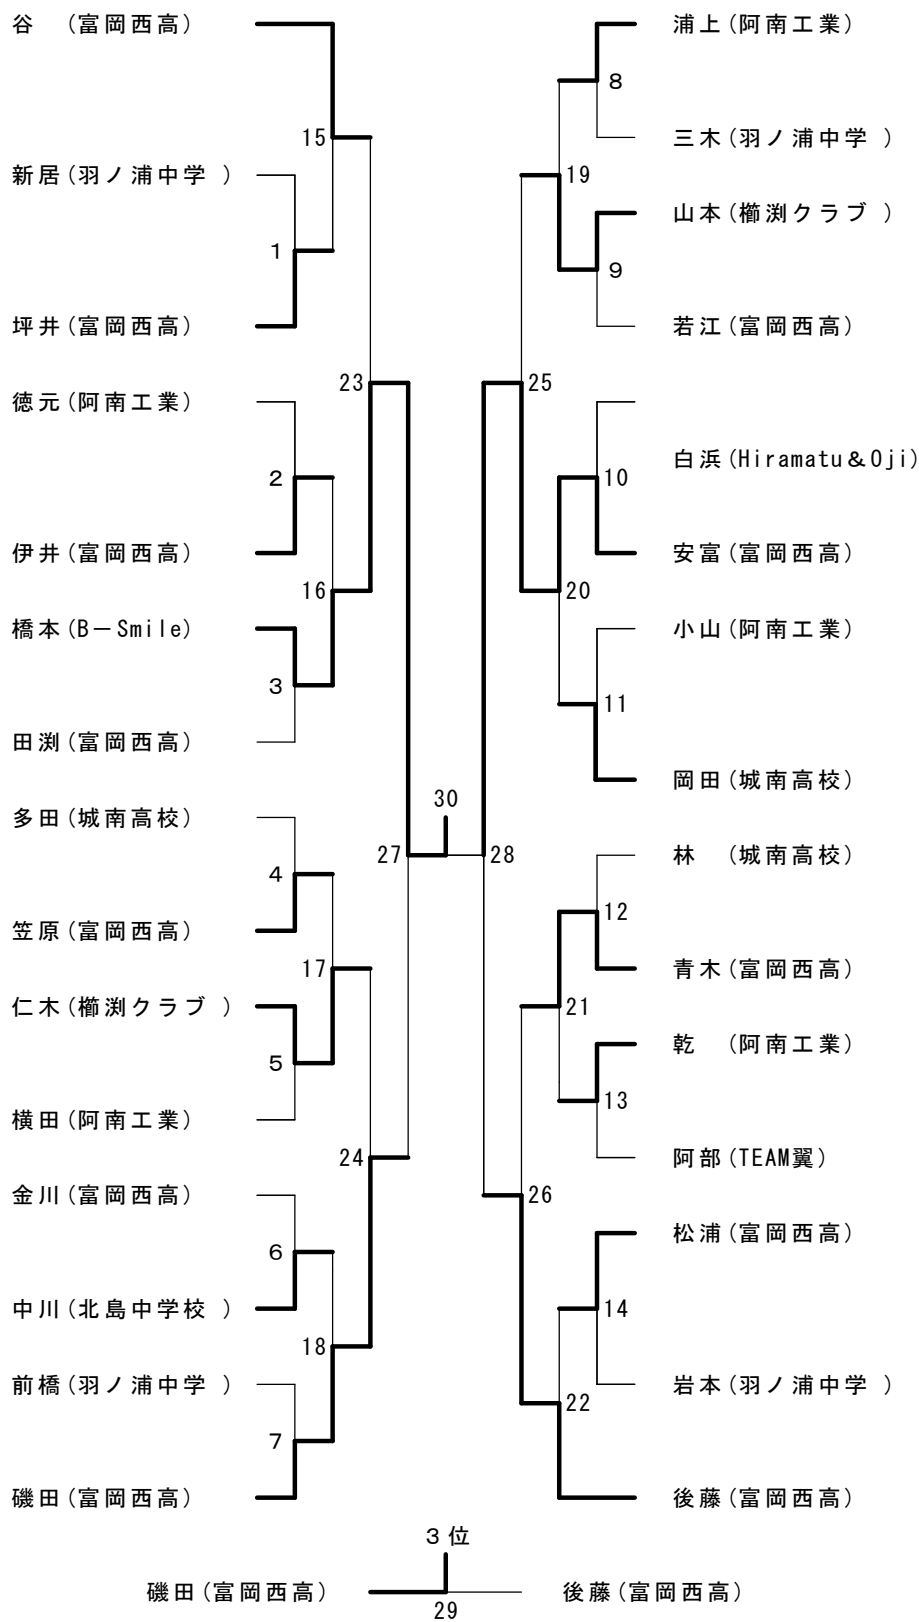 谷　(富岡西高)
15
新居(羽ノ浦中学 )
1
坪井(富岡西高)
23
徳元(阿南工業)
2
伊井(富岡西高)
16
橋本(B－Smile)
3
田渕(富岡西高)
多田(城南高校)
27
4
笠原(富岡西高)
17
仁木(櫛渕クラブ )
5
横田(阿南工業)
24
金川(富岡西高)
6
中川(北島中学校 )
18
前橋(羽ノ浦中学 )
7
磯田(富岡西高)
30
浦上(阿南工業)
8
三木(羽ノ浦中学 )
19
山本(櫛渕クラブ )
9
若江(富岡西高)
25
白浜(Hiramatu＆Oji)
10
安富(富岡西高)
20
小山(阿南工業)
11
岡田(城南高校)
28
林　(城南高校)
12
青木(富岡西高)
21
乾　(阿南工業)
13
阿部(TEAM翼)
26
松浦(富岡西高)
14
岩本(羽ノ浦中学 )
22
後藤(富岡西高)
3位
磯田(富岡西高)
後藤(富岡西高)
29